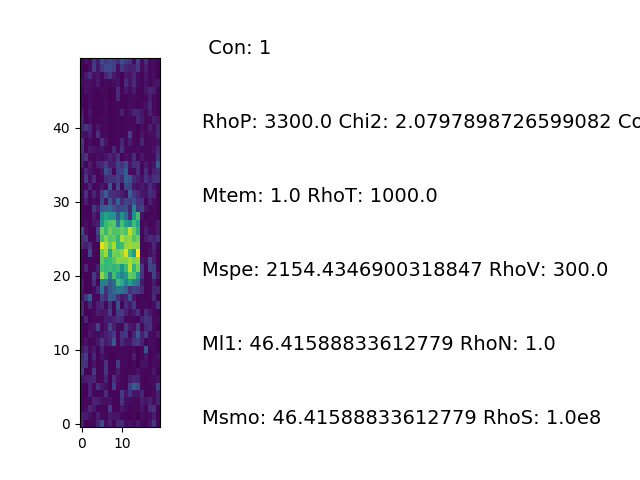 Con: 1
RhoP: 3300.0 Chi2: 2.0797898726599082 Co
40
Mtem: 1.0 RhoT: 1000.0
30
Mspe: 2154.4346900318847 RhoV: 300.0
20
Ml1: 46.41588833612779 RhoN: 1.0
10
Msmo: 46.41588833612779 RhoS: 1.0e8
0
0 10